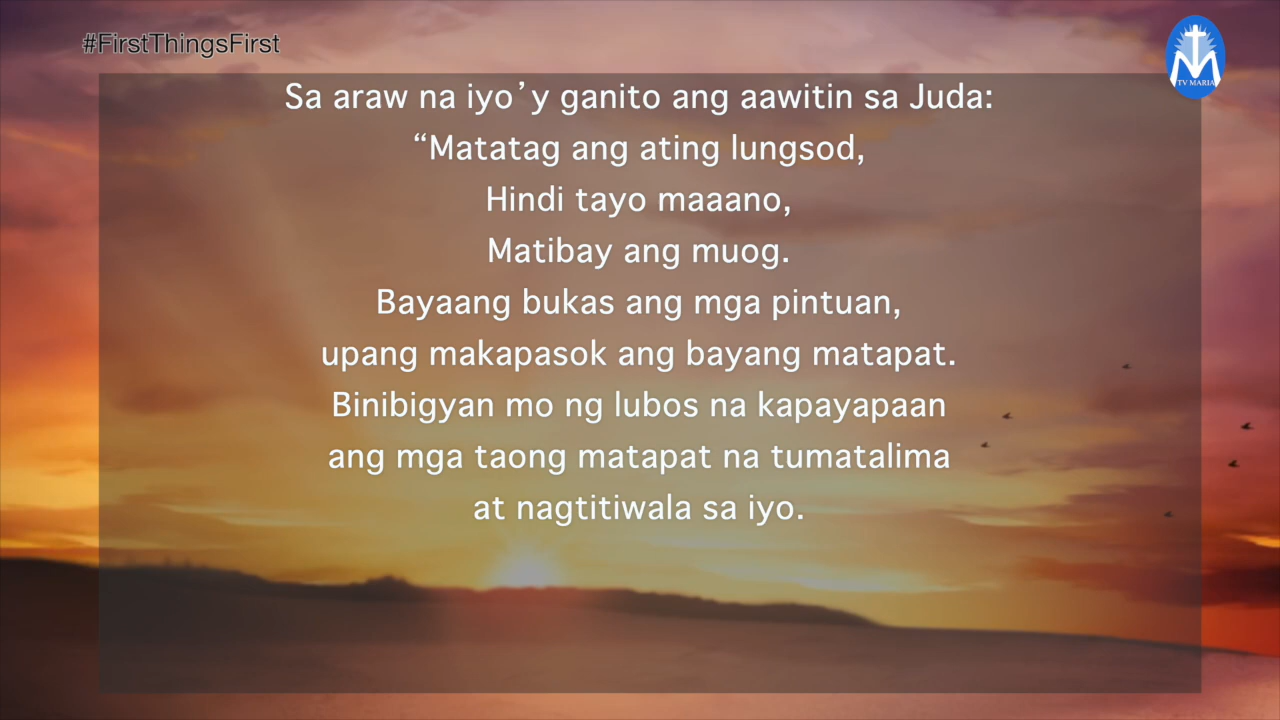 #FirstThingsFirst
TV MARIA
Sa araw na iyo’y ganito ang aawitin sa Juda:
“Matatag ang ating lungsod,
Hindi tayo maaano,
Matibay ang muog.
Bayaang bukas ang mga pintuan,
upang makapasok ang bayang matapat.
Binibigyan mo ng lubos na kapayapaan
ang mga taong matapat na tumatalima
at nagtitiwala sa iyo.